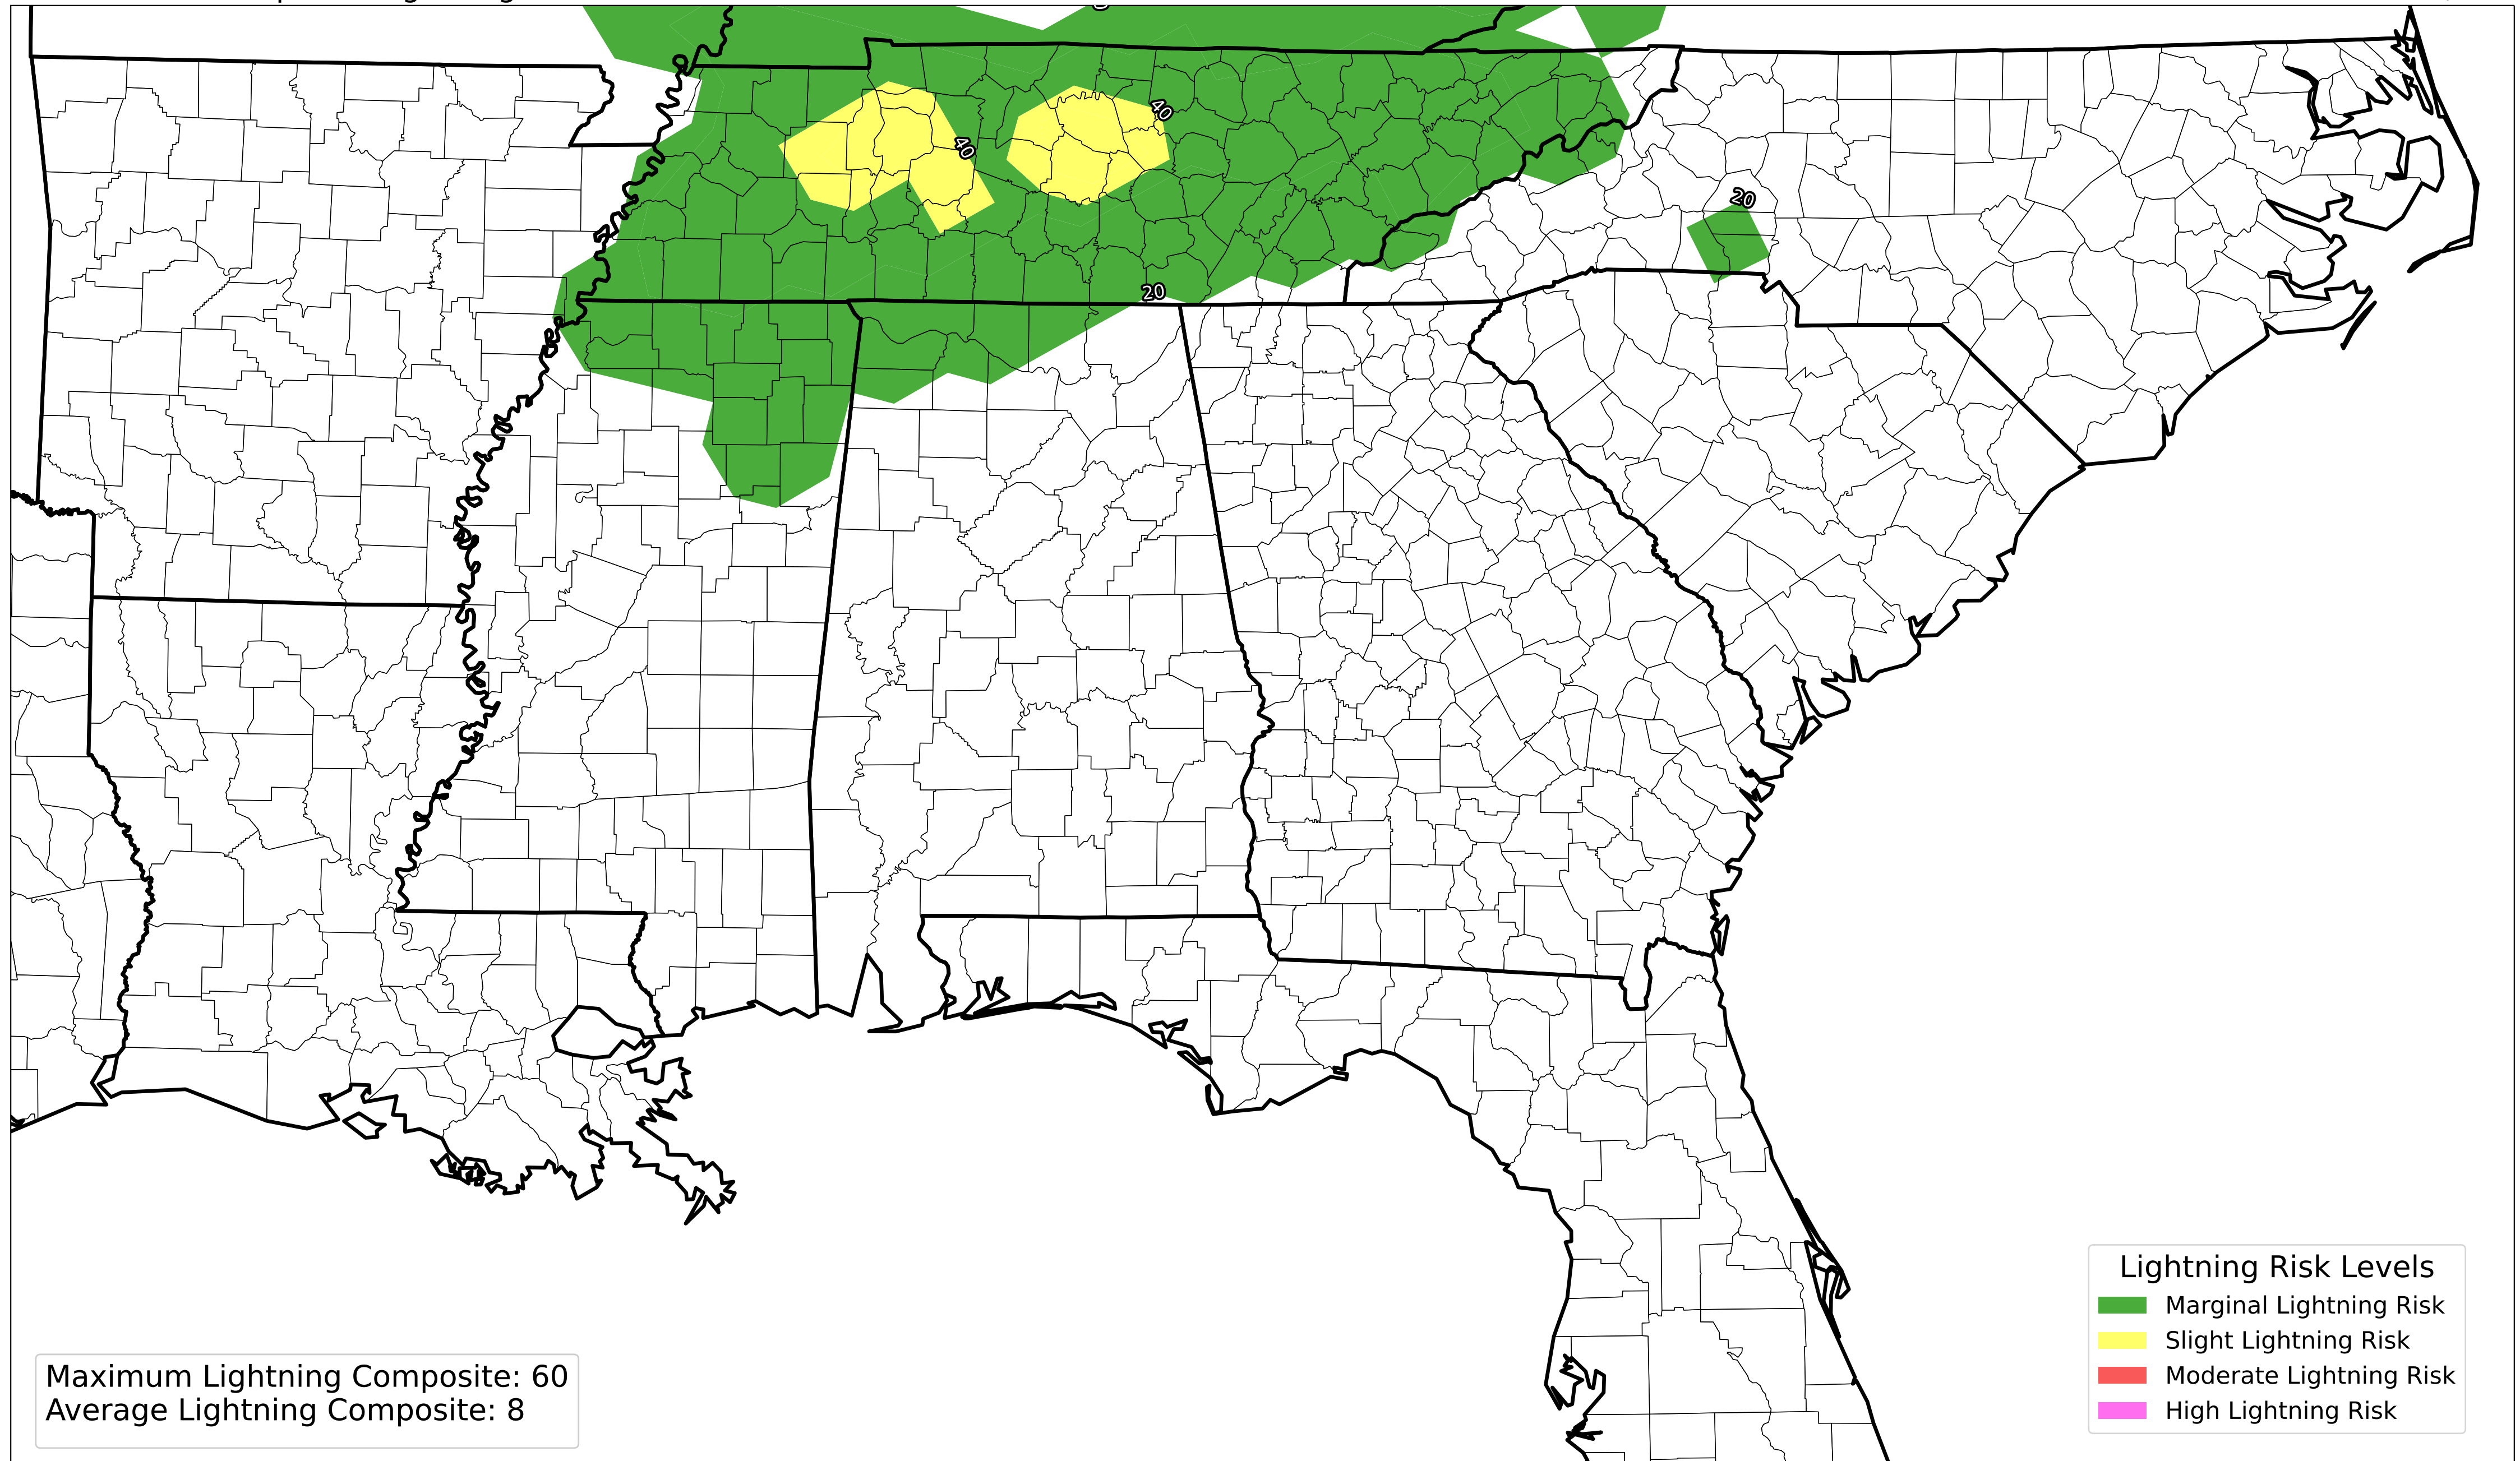 40
40
20
20
Lightning Risk Levels
Marginal Lightning Risk
Slight Lightning Risk
Moderate Lightning Risk
High Lightning Risk
Maximum Lightning Composite: 60
Average Lightning Composite: 8